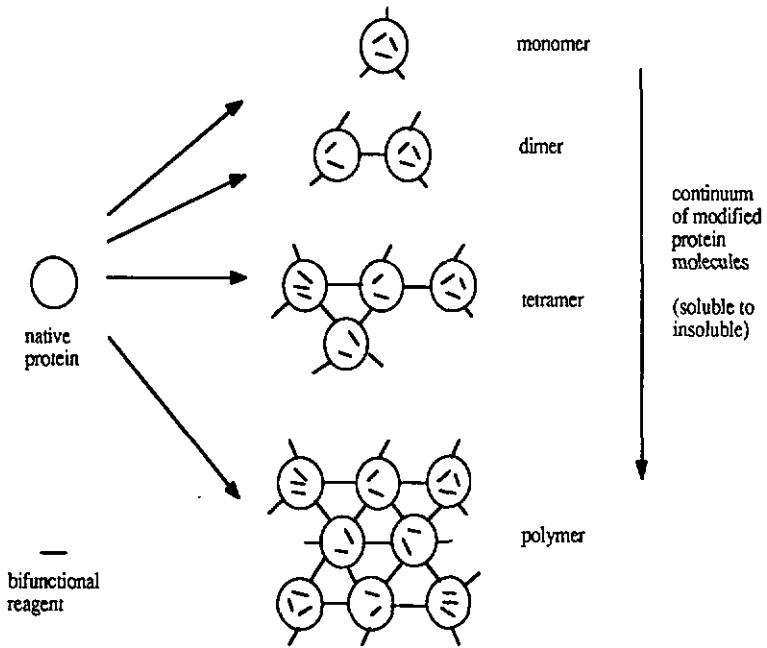 monomer
dimer
continuum
of modified
protein
molecules
(soluble to
insoluble)
tetramer
native
protein
polymer
bifunctional
reagent